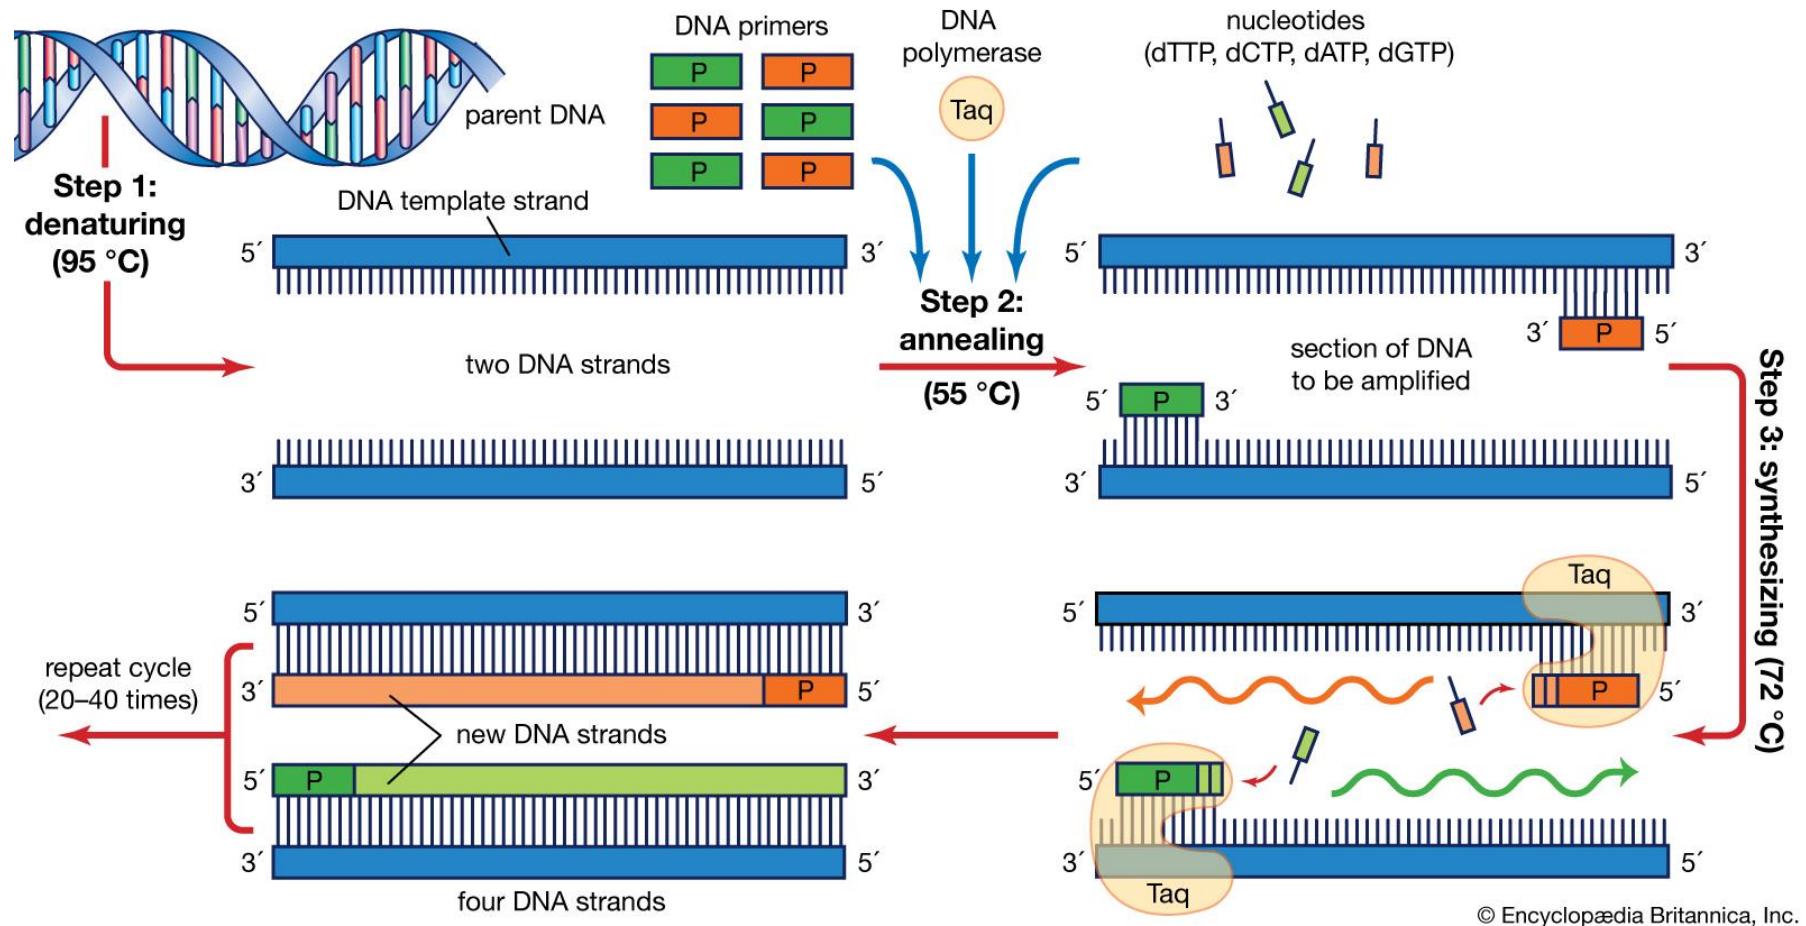 DNA primers
P
P
P
P
P
P
DNA
polymerase
Taq
nucleotides
(dTTP, dCTP, dATP, dGTP)
parent DNA
Step 1:
denaturing
(95 °C)
DNA template strand
5′
3′
two DNA strands
3′
5′
Step 2:
annealing
(55 °C)
5′
3′
3′
P
5′
section of DNA
to be amplified
5′
P
3′
3′
5′
Step 3: synthesizing (72 °C)
Taq
5′
3′
P
5′
5′
P
3′
5′
Taq
5′
3′
3′
P
5′
new DNA strands
5′
P
3′
3′
5′
four DNA strands
repeat cycle
(20–40 times)
© Encyclopædia Britannica, Inc.